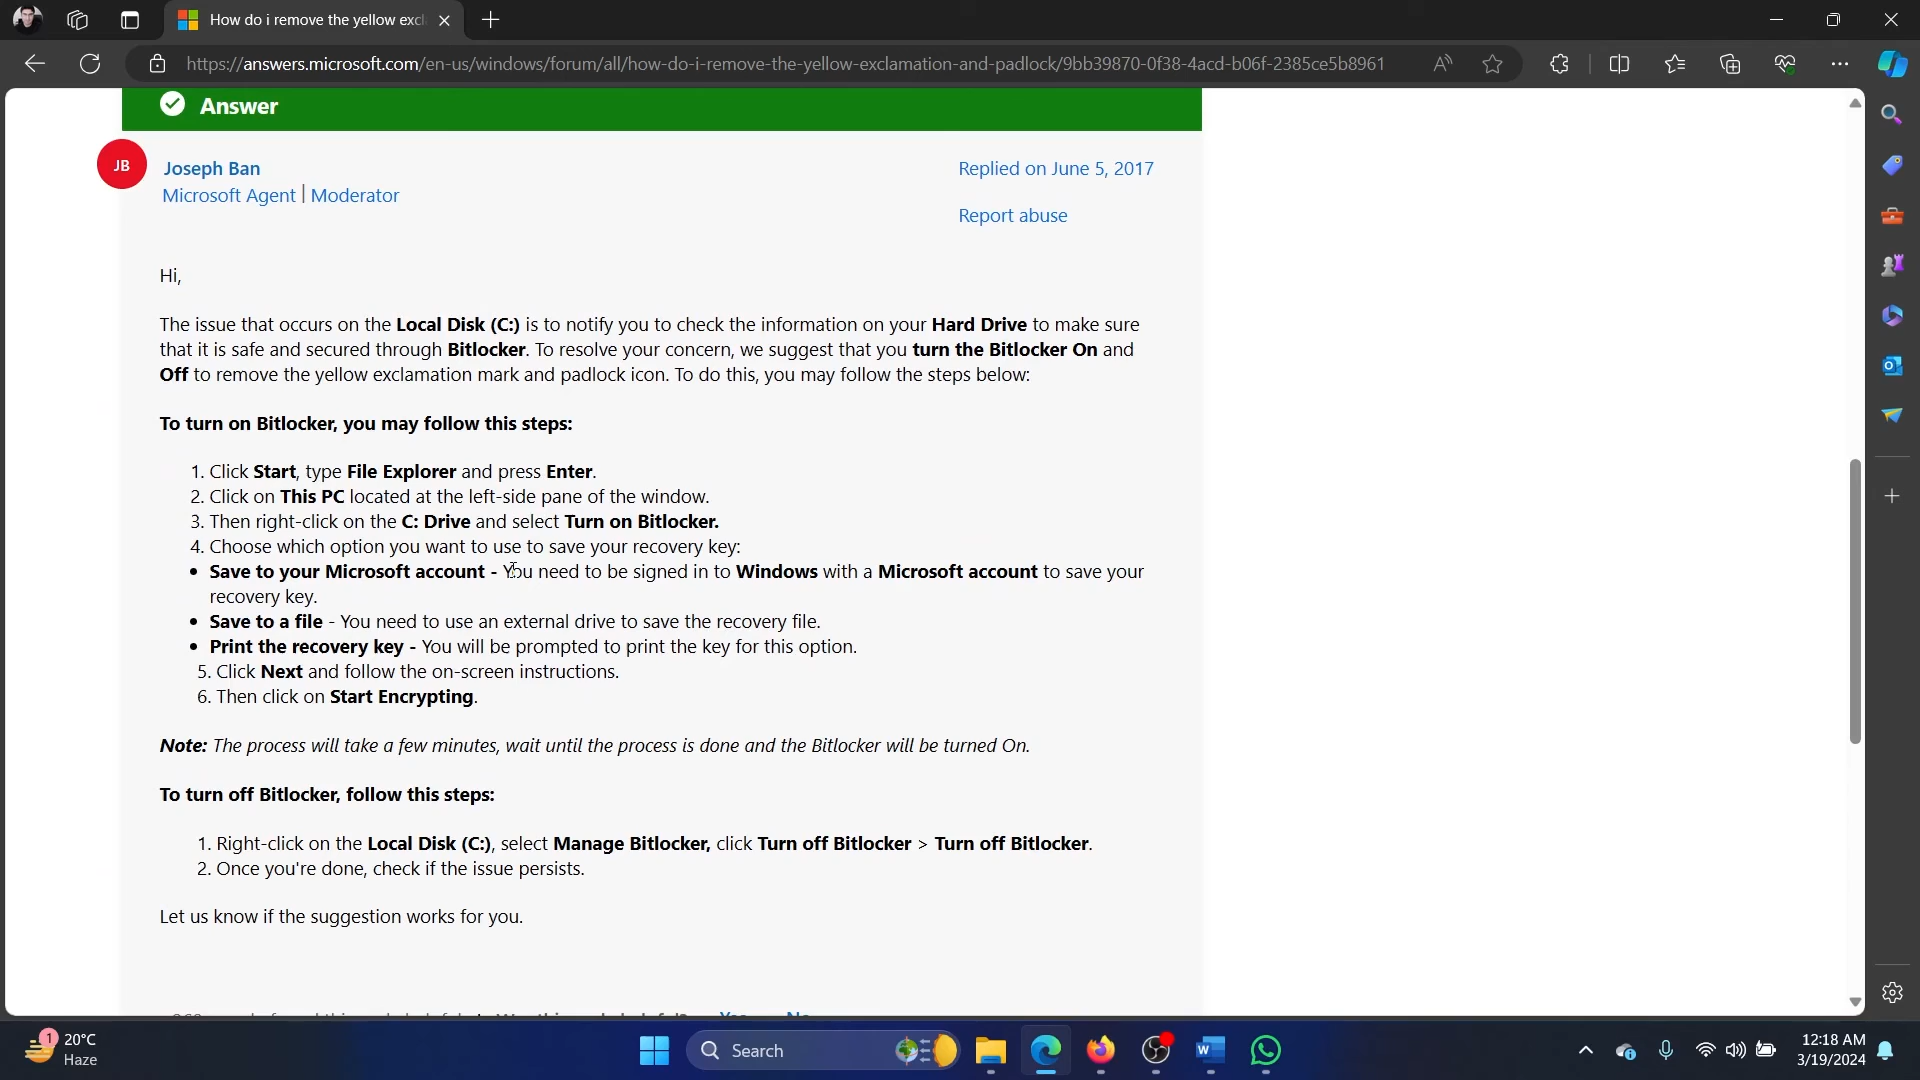 How do i remove the yellow excl
https://answers.microsoft.com/en-us/windows/forum/all/how-do-i-remove-the-yellow-exclamation-and-padlock/9bb39870-0f38-4acd-b06f-2385ce5b8961
Answer
JB
Joseph Ban
Replied on June 5, 2017
Microsoft Agent | Moderator
Report abuse
Hi,
The issue that occurs on the Local Disk (C:) is to notify you to check the information on your Hard Drive to make sure
that it is safe and secured through Bitlocker. To resolve your concern, we suggest that you turn the Bitlocker On and
Off to remove the yellow exclamation mark and padlock icon. To do this, you may follow the steps below:
To turn on Bitlocker, you may follow this steps:
1. Click Start, type File Explorer and press Enter.
2. Click on This PC located at the left-side pane of the window.
3. Then right-click on the C: Drive and select Turn on Bitlocker.
4. Choose which option you want to use to save your recovery key:
• Save to your Microsoft account - You need to be signed in to Windows with a Microsoft account to save your
recovery key.
• Save to a file - You need to use an external drive to save the recovery file.
• Print the recovery key - You will be prompted to print the key for this option.
5. Click Next and follow the on-screen instructions.
6. Then click on Start Encrypting.
Note: The process will take a few minutes, wait until the process is done and the Bitlocker will be turned On.
To turn off Bitlocker, follow this steps:
1. Right-click on the Local Disk (C:), select Manage Bitlocker, click Turn off Bitlocker > Turn off Bitlocker.
2. Once you're done, check if the issue persists.
Let us know if the suggestion works for you.
1
20°C
Haze
Search
12:18 AM
3/19/2024